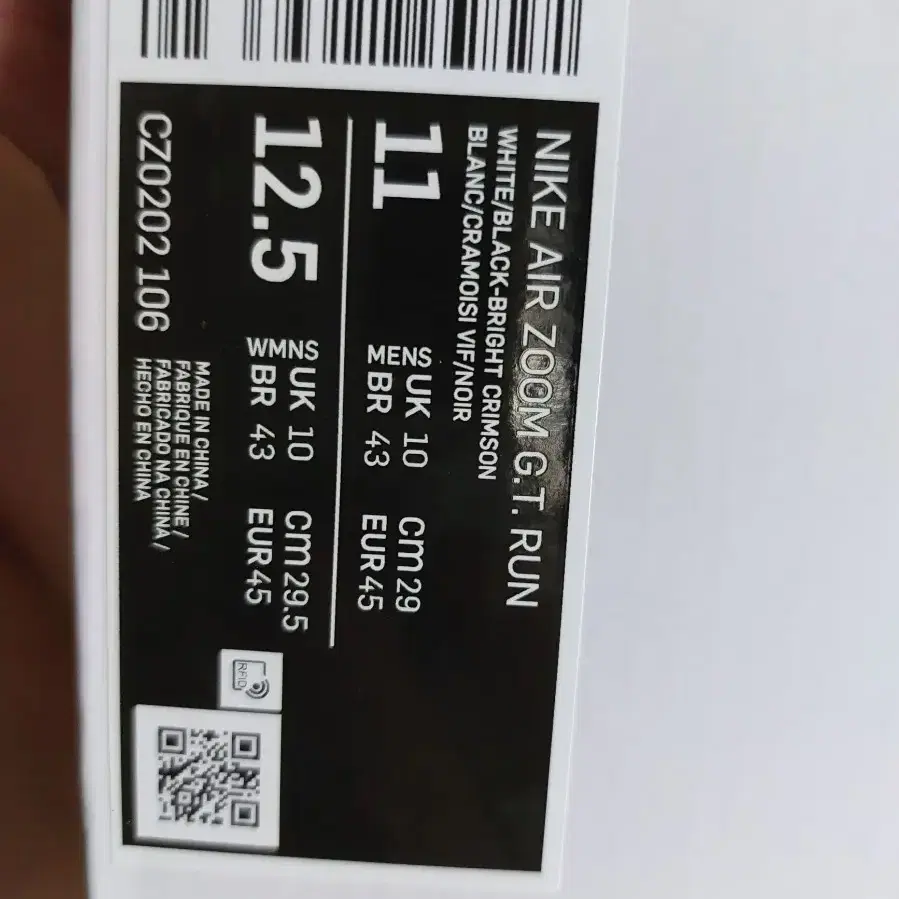 NIKE AIR ZOOM G.T. RUN
WHITE/BLACK-BRIGHT CRIMSON
BLANC/CRAMOISI VIF/NOIR
11
MENS UK 10 cm 29
BR 43 EUR 45
12.5
WMNS UK 10 cm 29.5
BR 43 EUR 45
CZ0202 106
MADE IN CHINA/
FABRIQUE EN CHINE/
FABRICADO NA CHINA/
HECHO EN CHINA
RFID